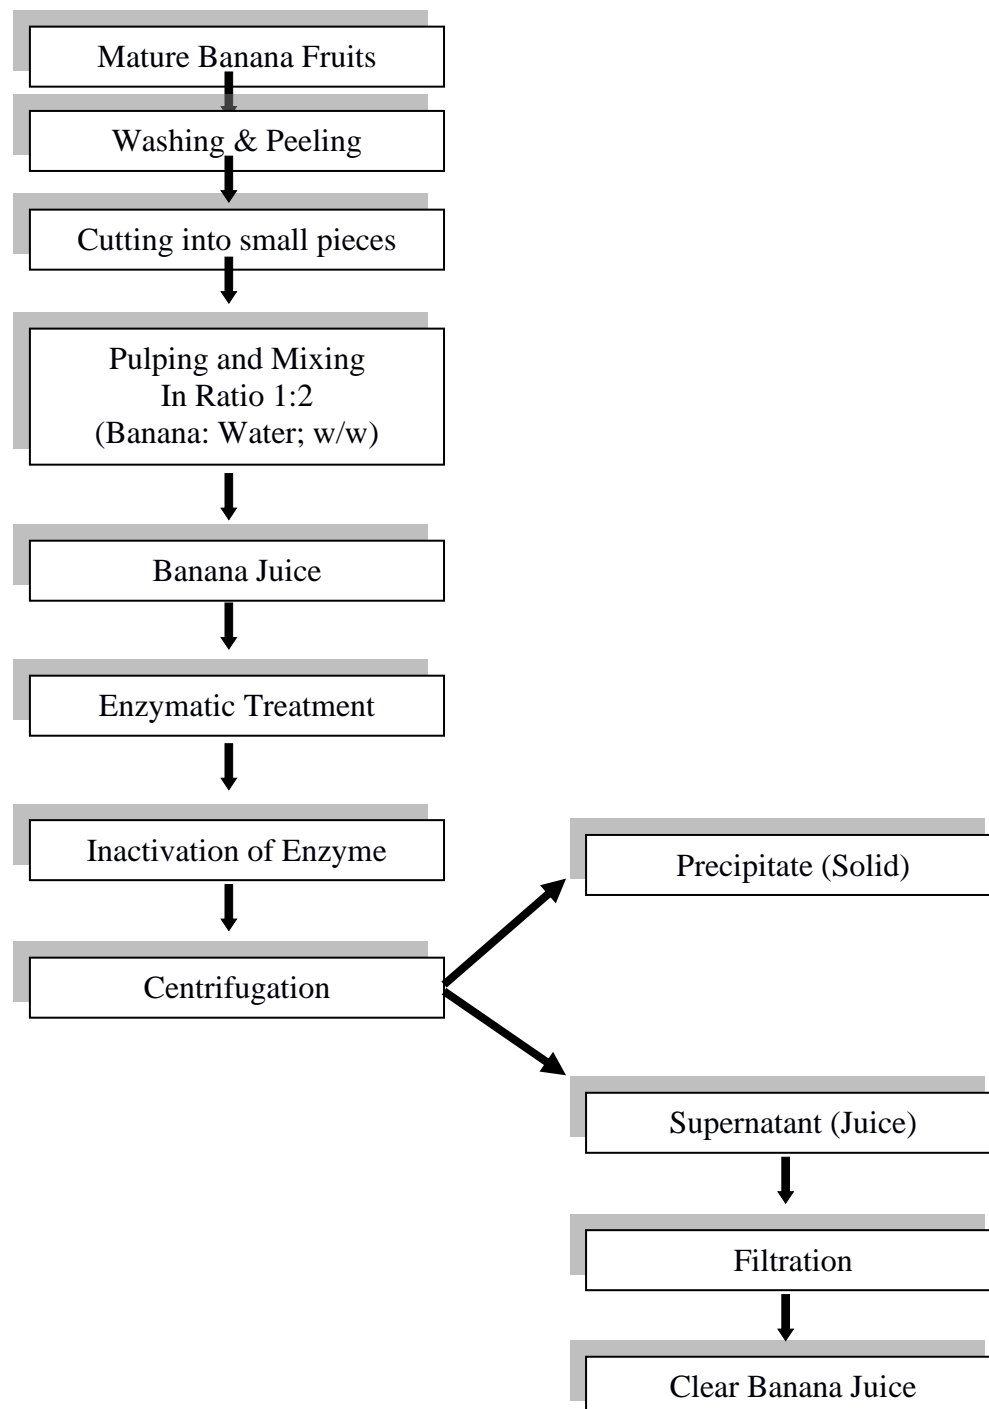 Mature Banana Fruits
Washing & Peeling
Cutting into small pieces
Pulping and Mixing
In Ratio 1:2
(Banana: Water; w/w)
Banana Juice
Enzymatic Treatment
Inactivation of Enzyme
Centrifugation
Precipitate (Solid)
Supernatant (Juice)
Filtration
Clear Banana Juice